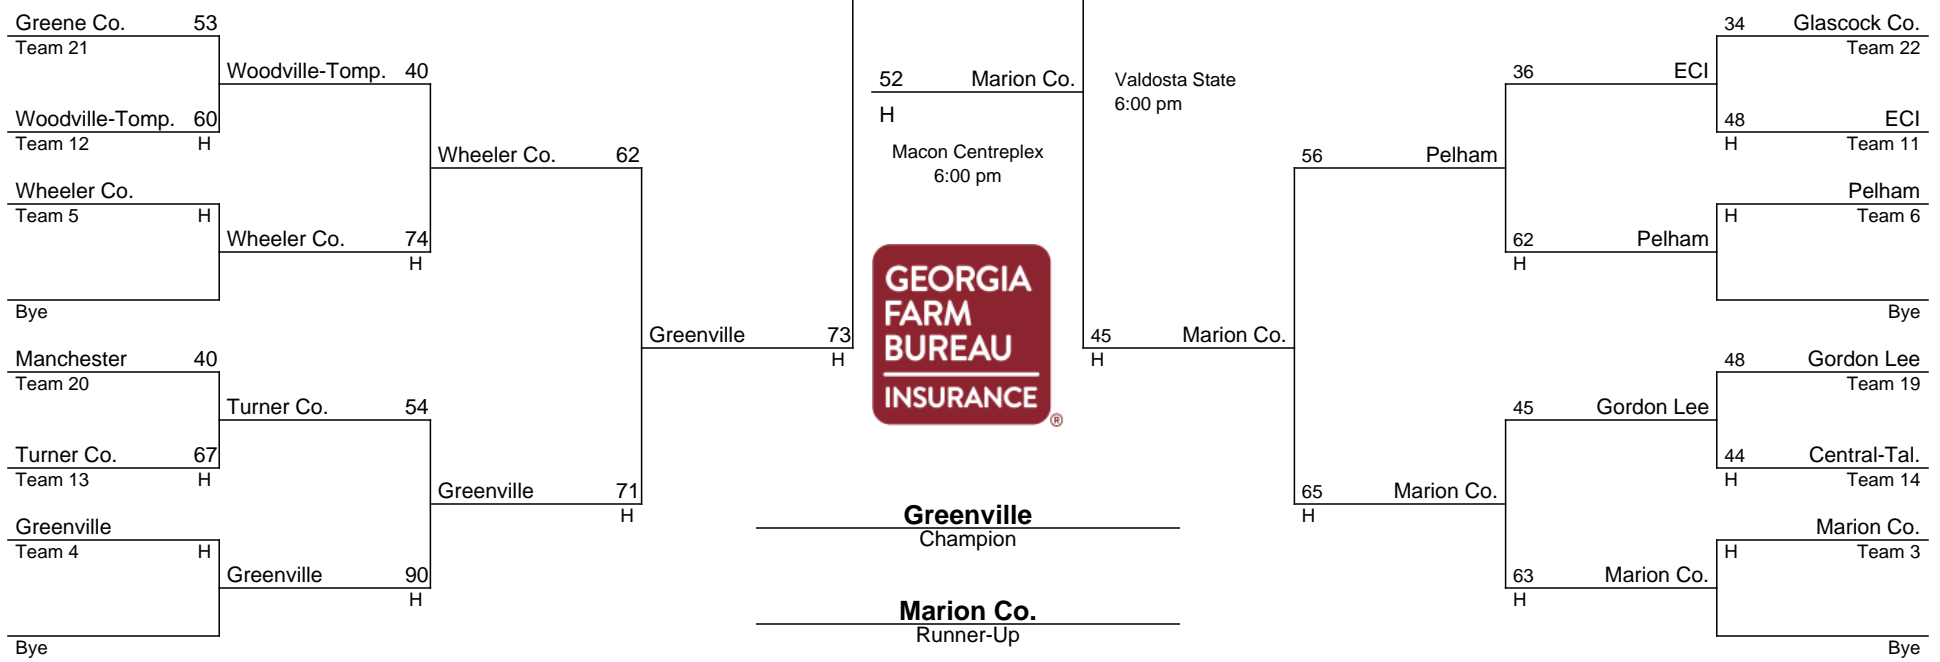 Greene Co. 53
Team 21
Woodville-Tomp. 40
Woodville-Tomp. 60
Team 12 H
Wheeler Co. 62
Wheeler Co.
Team 5 H
Wheeler Co. 74
H
Bye
Greenville 73
H
Manchester 40
Team 20
Turner Co. 54
Turner Co. 67
Team 13 H
Greenville 71
H
Greenville
Team 4 H
Greenville 90
H
Bye
52 Marion Co.
H
Macon Centreplex
6:00 pm
Valdosta State
6:00 pm
GEORGIA
FARM
BUREAU
INSURANCE
®
Greenville
Champion
Marion Co.
Runner-Up
34 Glascock Co.
Team 22
36 ECI
48 ECI
H Team 11
56 Pelham
Pelham
H Team 6
62 Pelham
H
Bye
45 Marion Co.
H
48 Gordon Lee
Team 19
45 Gordon Lee
44 Central-Tal.
H Team 14
65 Marion Co.
H
Marion Co.
H Team 3
63 Marion Co.
H
Bye